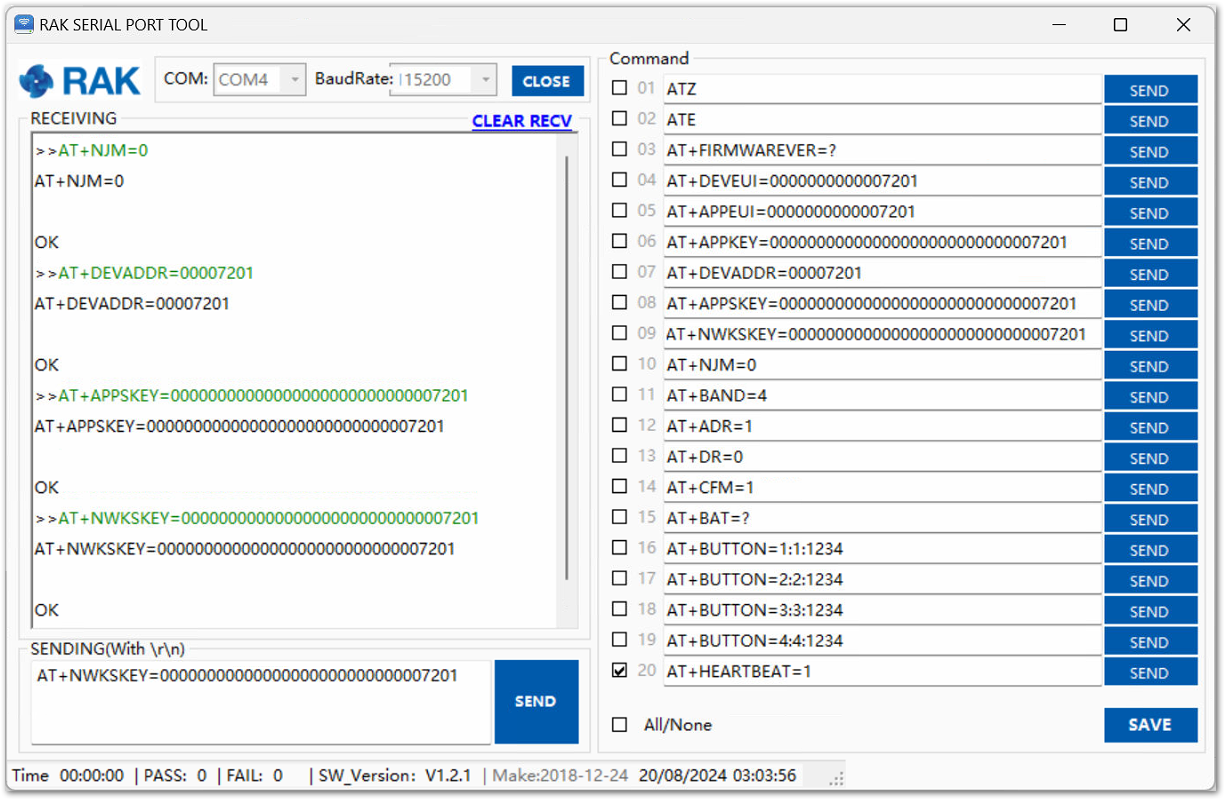 RAK SERIAL PORT TOOL
RAK
COM: COM4 BaudRate: 115200 CLOSE
RECEIVING
CLEAR RECV
>>AT+NJM=0
AT+NJM=0
OK
>>AT+DEVADDR=00007201
AT+DEVADDR=00007201
OK
>>AT+APPSKEY=00000000000000000000000000007201
AT+APPSKEY=00000000000000000000000000007201
OK
>>AT+NWKSKEY=00000000000000000000000000007201
AT+NWKSKEY=00000000000000000000000000007201
OK
SENDING(With \r\n)
AT+NWKSKEY=00000000000000000000000000007201
SEND
Command
01 ATZ SEND
02 ATE SEND
03 AT+FIRMWAREVER=? SEND
04 AT+DEVEUI=0000000000007201 SEND
05 AT+APPEUI=0000000000007201 SEND
06 AT+APPKEY=00000000000000000000000000007201 SEND
07 AT+DEVADDR=00007201 SEND
08 AT+APPSKEY=00000000000000000000000000007201 SEND
09 AT+NWKSKEY=00000000000000000000000000007201 SEND
10 AT+NJM=0 SEND
11 AT+BAND=4 SEND
12 AT+ADR=1 SEND
13 AT+DR=0 SEND
14 AT+CFM=1 SEND
15 AT+BAT=? SEND
16 AT+BUTTON=1:1:1234 SEND
17 AT+BUTTON=2:2:1234 SEND
18 AT+BUTTON=3:3:1234 SEND
19 AT+BUTTON=4:4:1234 SEND
20 AT+HEARTBEAT=1 SEND
All/None SAVE
Time 00:00:00 | PASS: 0 | FAIL: 0 | SW_Version: V1.2.1 | Make:2018-12-24 20/08/2024 03:03:56